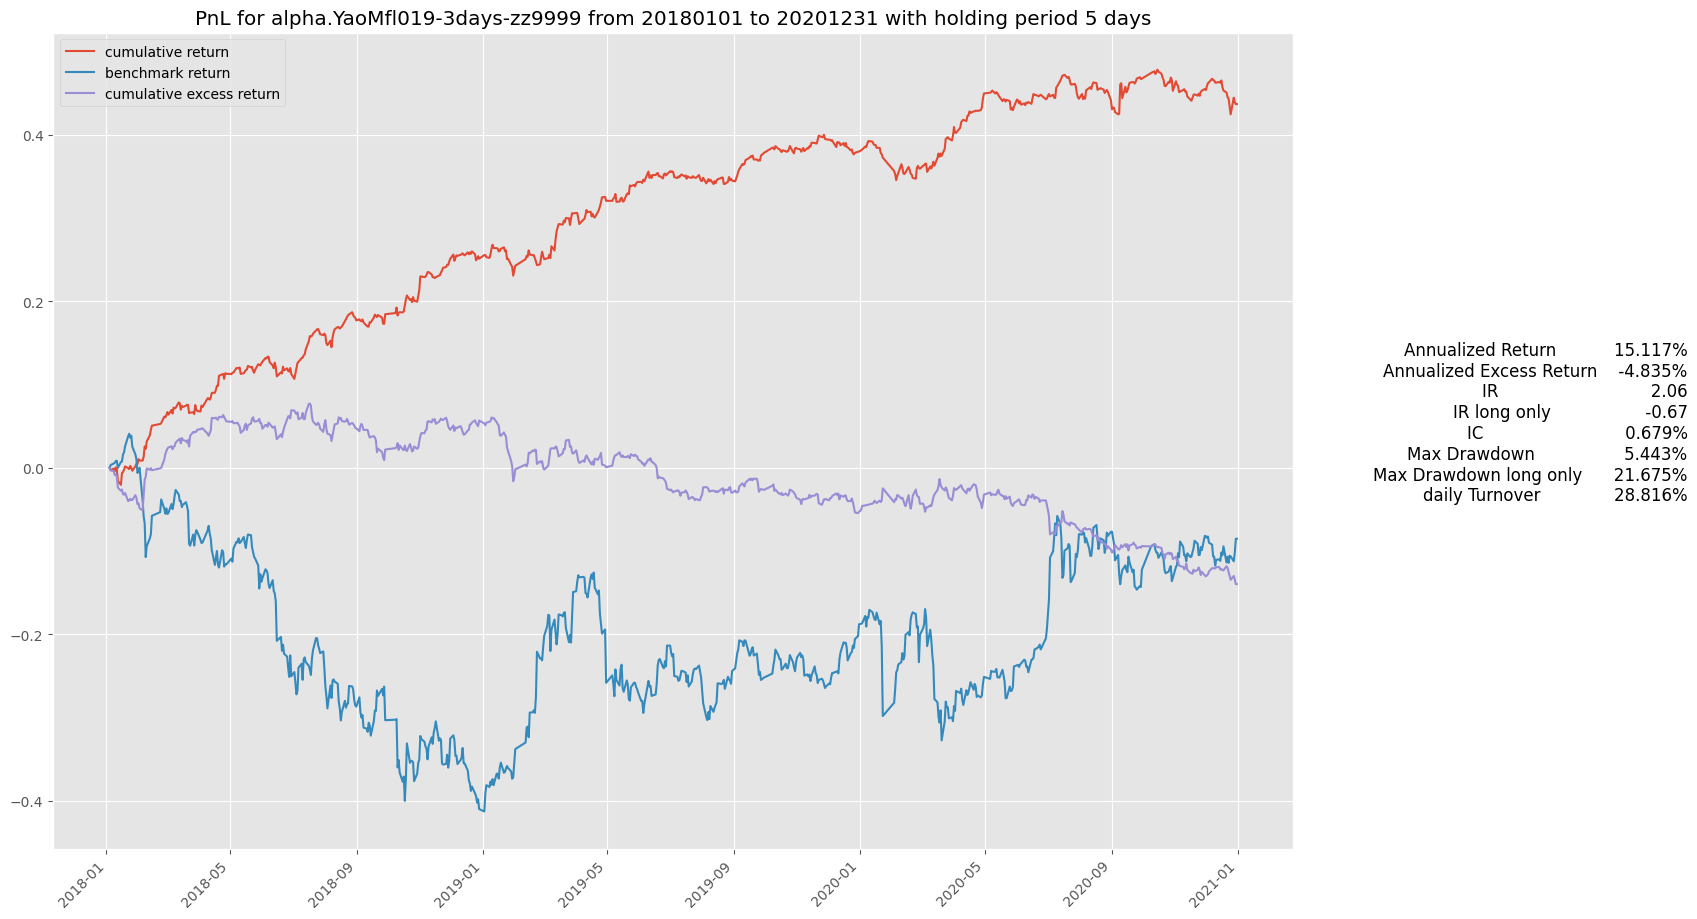 PnL for alpha.YaoMfl019-3days-zz9999 from 20180101 to 20201231 with holding period 5 days
cumulative return
benchmark return
cumulative excess return
0.4
0.2
0.0
−0.2
−0.4
2018-01
2018-05
2018-09
2019-01
2019-05
2019-09
2020-01
2020-05
2020-09
2021-01
Annualized Return 15.117%
Annualized Excess Return -4.835%
IR 2.06
IR long only -0.67
IC 0.679%
Max Drawdown 5.443%
Max Drawdown long only 21.675%
daily Turnover 28.816%